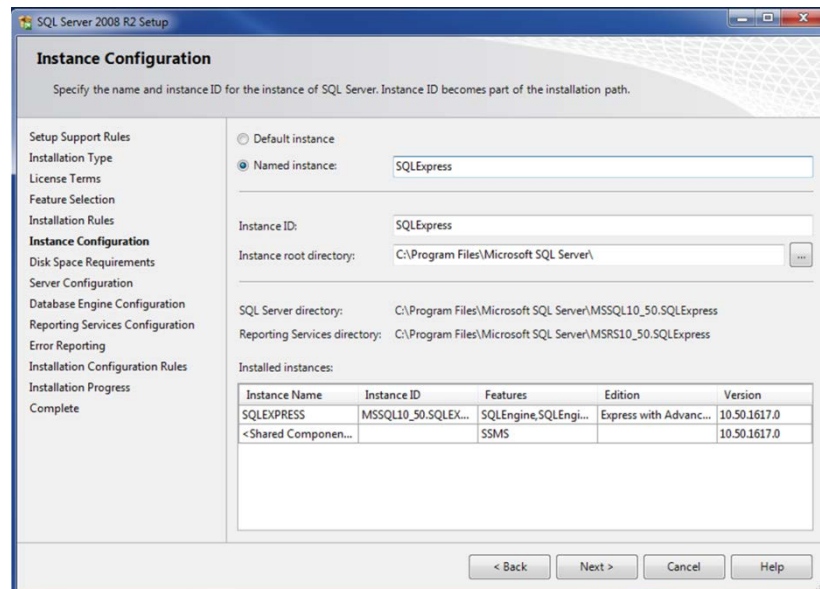 SQL Server 2008 R2 Setup
Instance Configuration
Specify the name and instance ID for the instance of SQL Server. Instance ID becomes part of the installation path.
Setup Support Rules
Installation Type
License Terms
Feature Selection
Installation Rules
Instance Configuration
Disk Space Requirements
Server Configuration
Database Engine Configuration
Reporting Services Configuration
Error Reporting
Installation Configuration Rules
Installation Progress
Complete
Default instance
Named instance: SQLExpress
Instance ID: SQLExpress
Instance root directory: C:\Program Files\Microsoft SQL Server\ ...
SQL Server directory: C:\Program Files\Microsoft SQL Server\MSSQL10_50.SQLExpress
Reporting Services directory: C:\Program Files\Microsoft SQL Server\MSRS10_50.SQLExpress
Installed instances:
Instance Name Instance ID Features Edition Version
SQLEXPRESS MSSQL10_50.SQLEX... SQLEngine,SQLEngi... Express with Advanc... 10.50.1617.0
<Shared Componen... SSMS 10.50.1617.0
< Back Next > Cancel Help